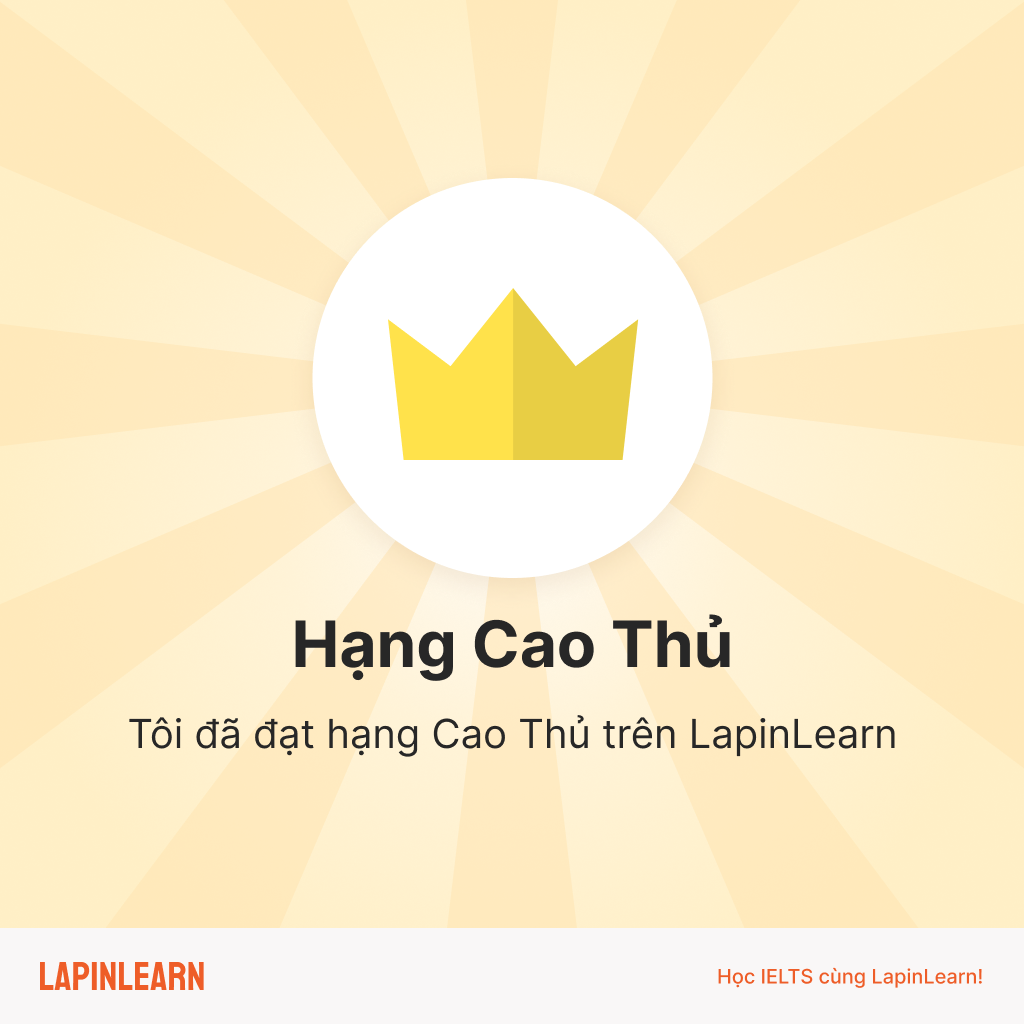 Hạng Cao Thủ
Tôi đã đạt hạng Cao Thủ trên LapinLearn
LAPINLEARN
Học IELTS cùng LapinLearn!